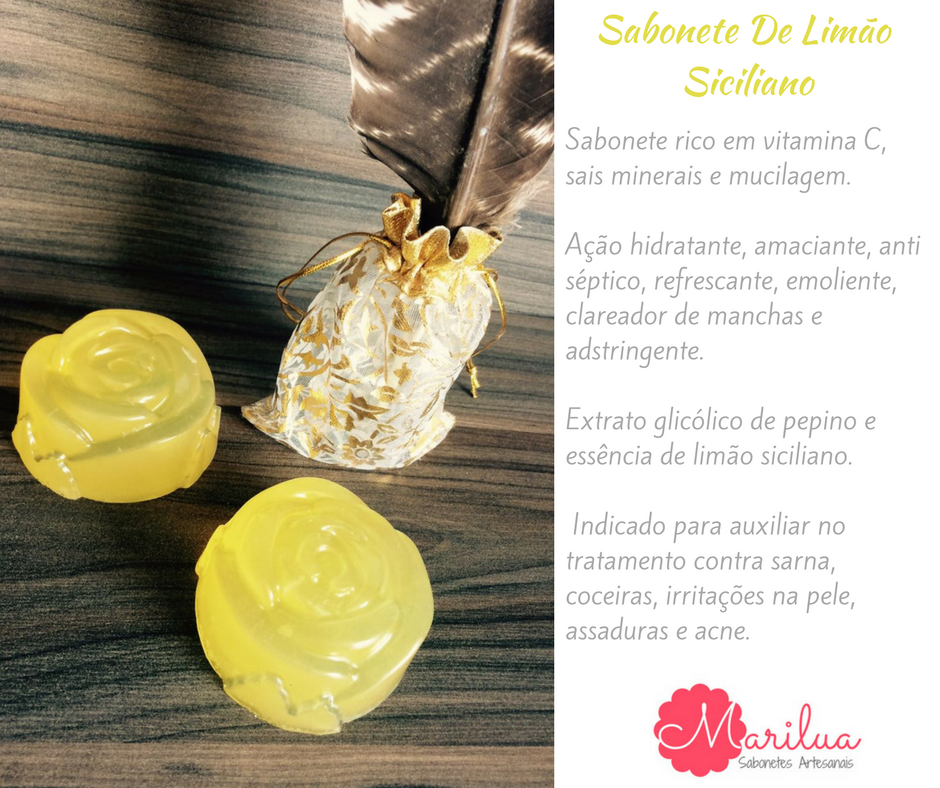 Sabonete De Limão
Siciliano
Sabonete rico em vitamina C,
sais minerais e mucilagem.
Ação hidratante, amaciante, anti
séptico, refrescante, emoliente,
clareador de manchas e
adstringente.
Extrato glicólico de pepino e
essência de limão siciliano.
Indicado para auxiliar no
tratamento contra sarna,
coceiras, irritações na pele,
assaduras e acne.
Marilua
Sabonetes Artesanais